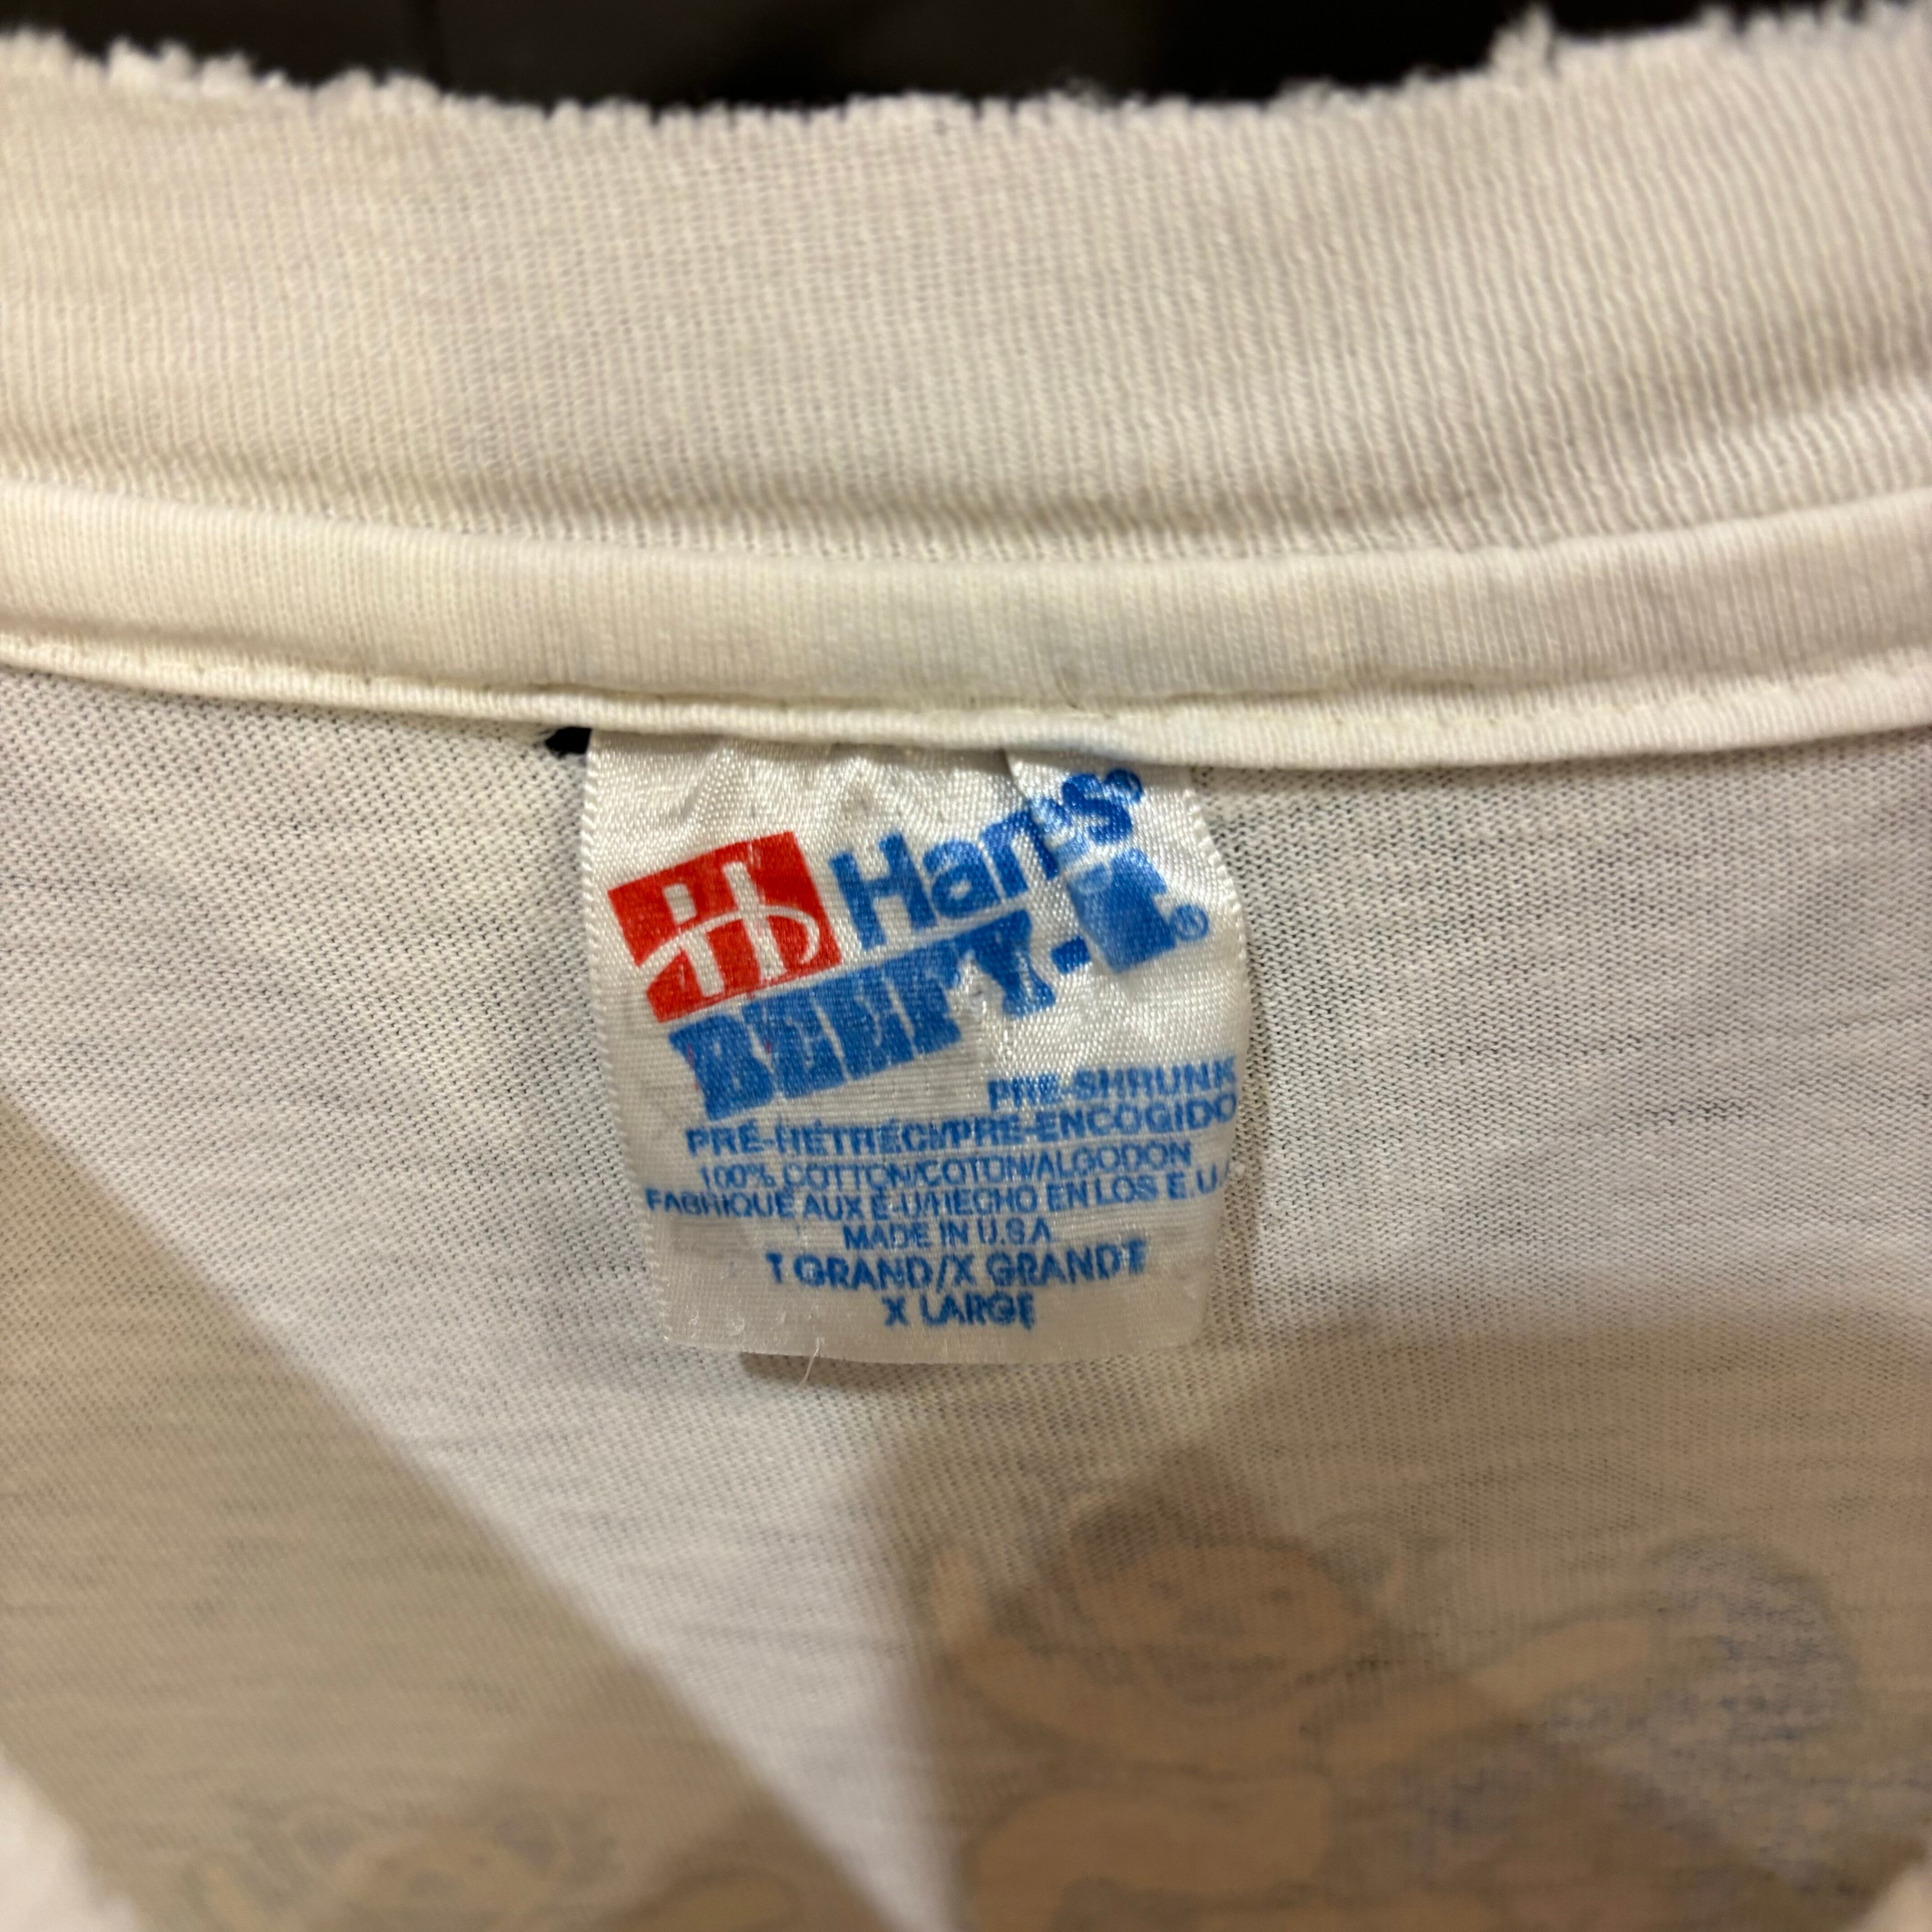 Hanes®
BEEFY-T®
PRE-SHRUNK
PRÉ-RÉTRÉCI/PRE-ENCOGIDO
100% COTTON/COTON/ALGODON
FABRIQUÉ AUX É-U/HECHO EN LOS E.U.
MADE IN U.S.A
T GRAND/X GRANDE
X LARGE